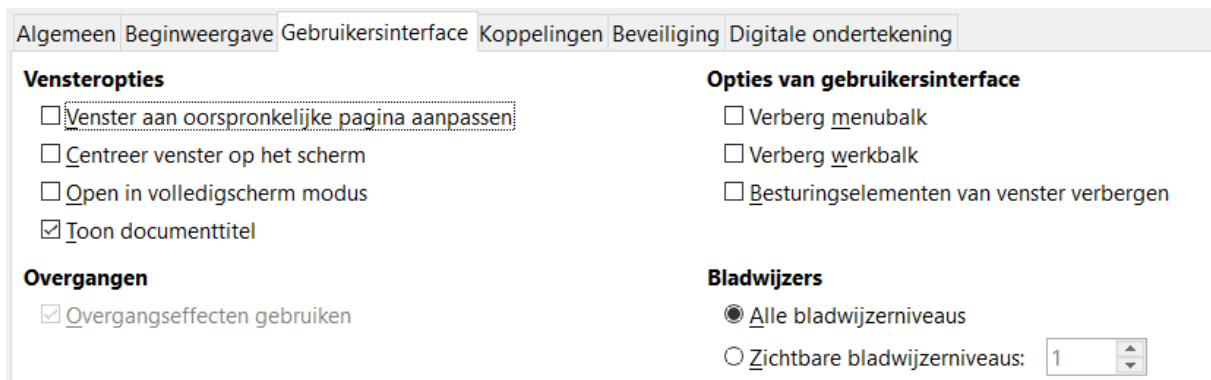 Algemeen Beginweergave Gebruikersinterface Koppelingen Beveiliging Digitale ondertekening
Vensteropties
Venster aan oorspronkelijke pagina aanpassen
Centreer venster op het scherm
Open in volledigscherm modus
Toon documenttitel
Overgangen
Overgangseffecten gebruiken
Opties van gebruikersinterface
Verberg menubalk
Verberg werkbalk
Besturingselementen van venster verbergen
Bladwijzers
Alle bladwijzerniveaus
Zichtbare bladwijzerniveaus: 1